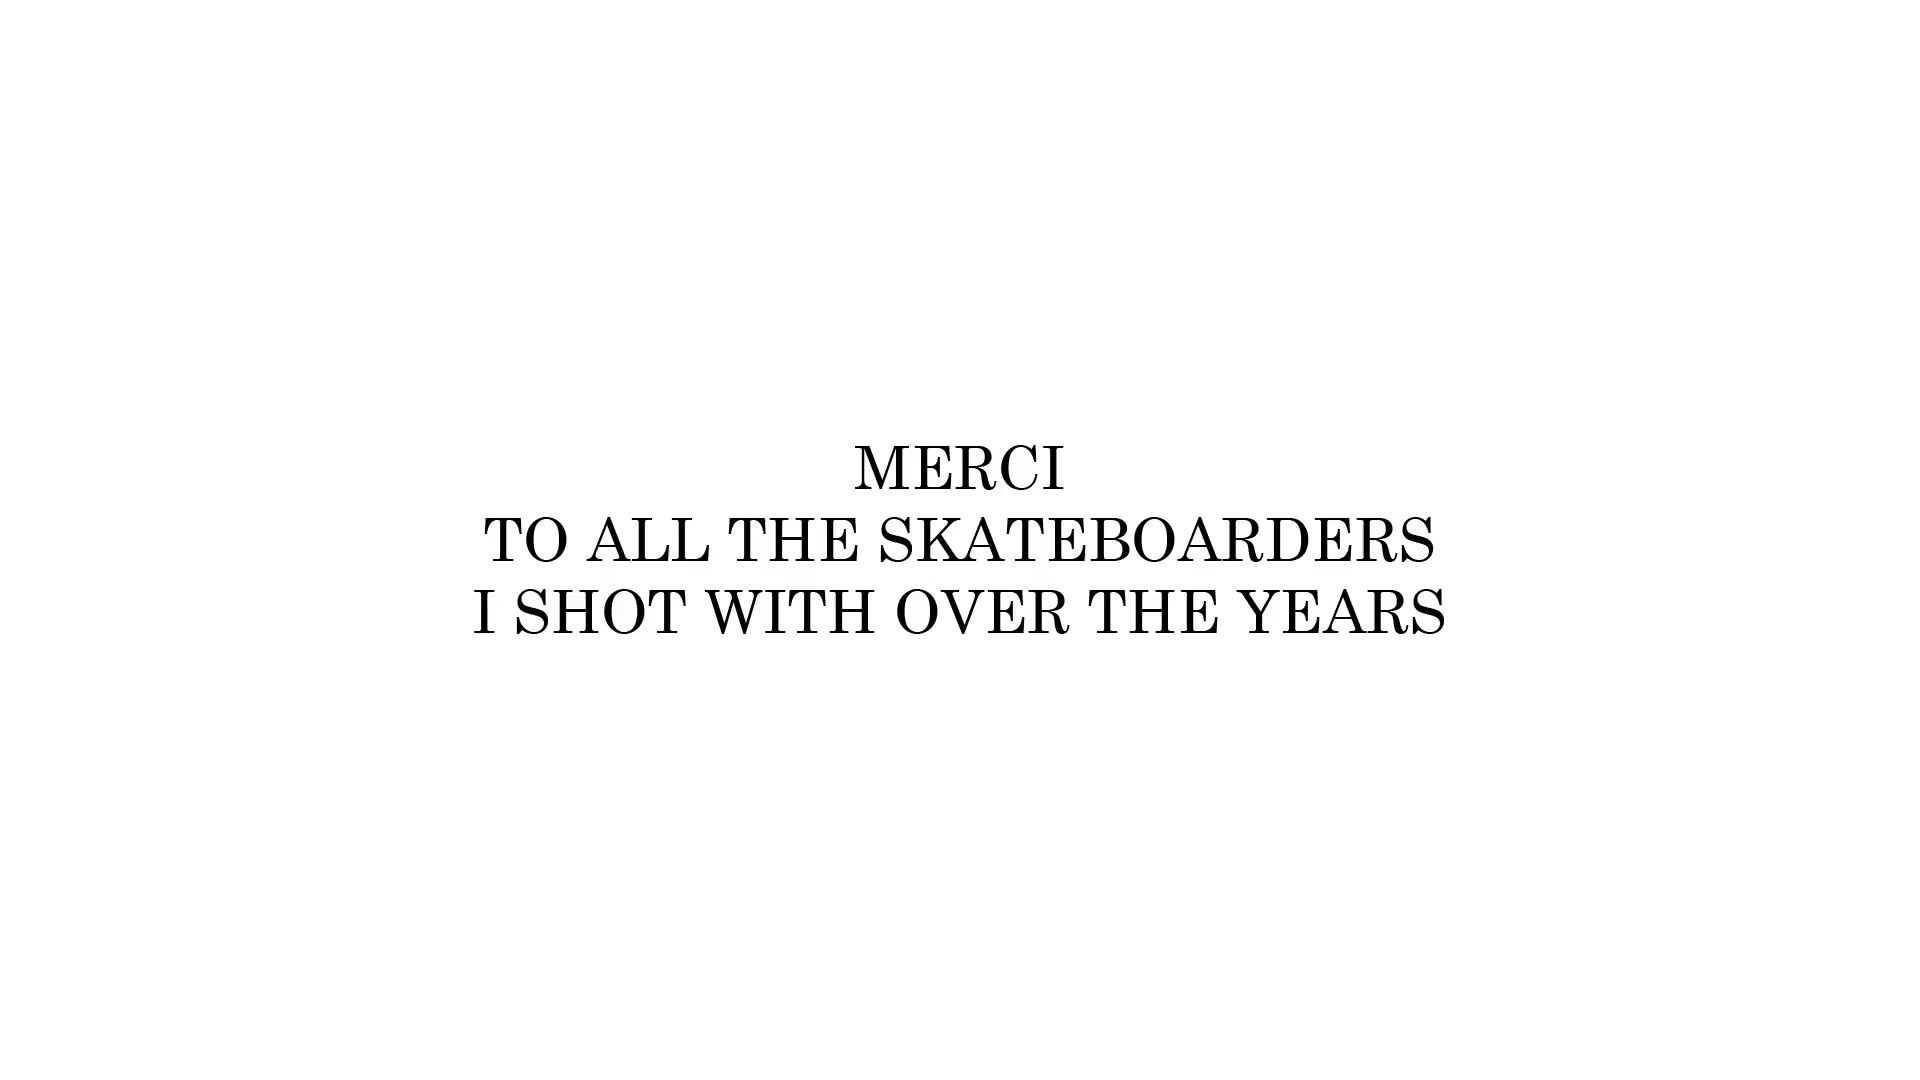 MERCI
TO ALL THE SKATEBOARDERS
I SHOT WITH OVER THE YEARS